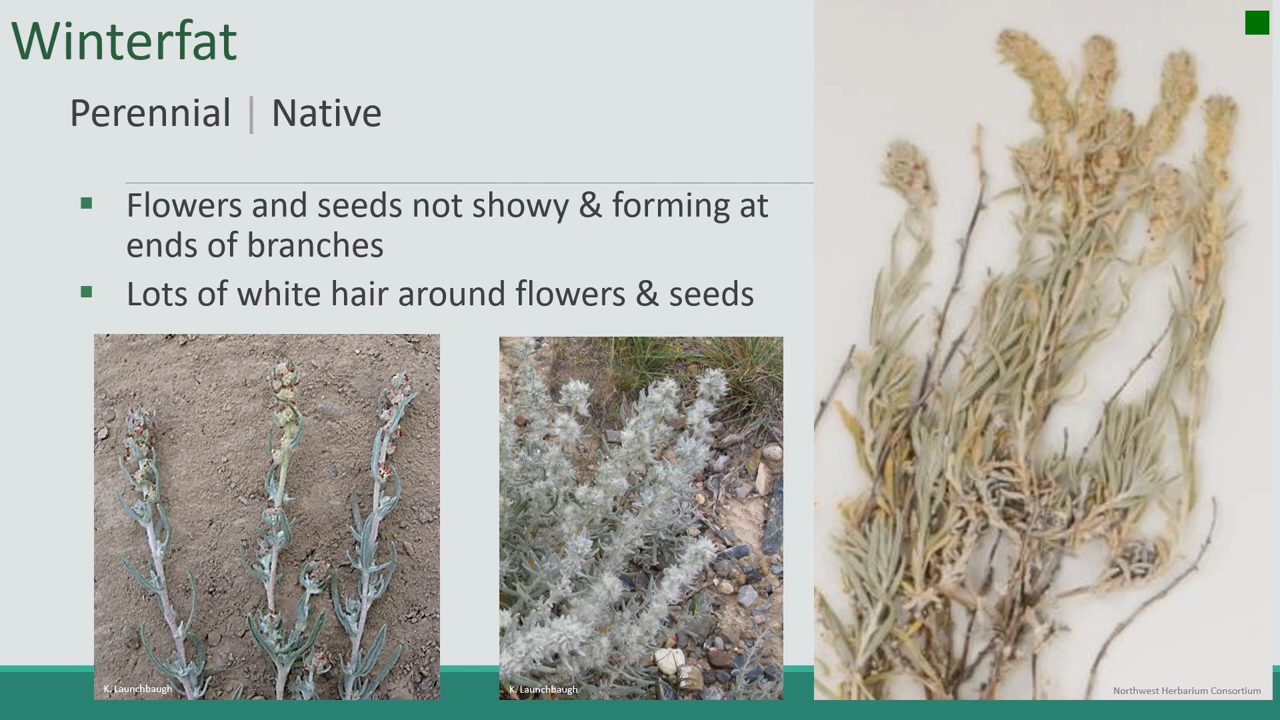 Winterfat
Perennial | Native
▪ Flowers and seeds not showy & forming at
ends of branches
▪ Lots of white hair around flowers & seeds
K. Launchbaugh
K. Launchbaugh
Northwest Herbarium Consortium